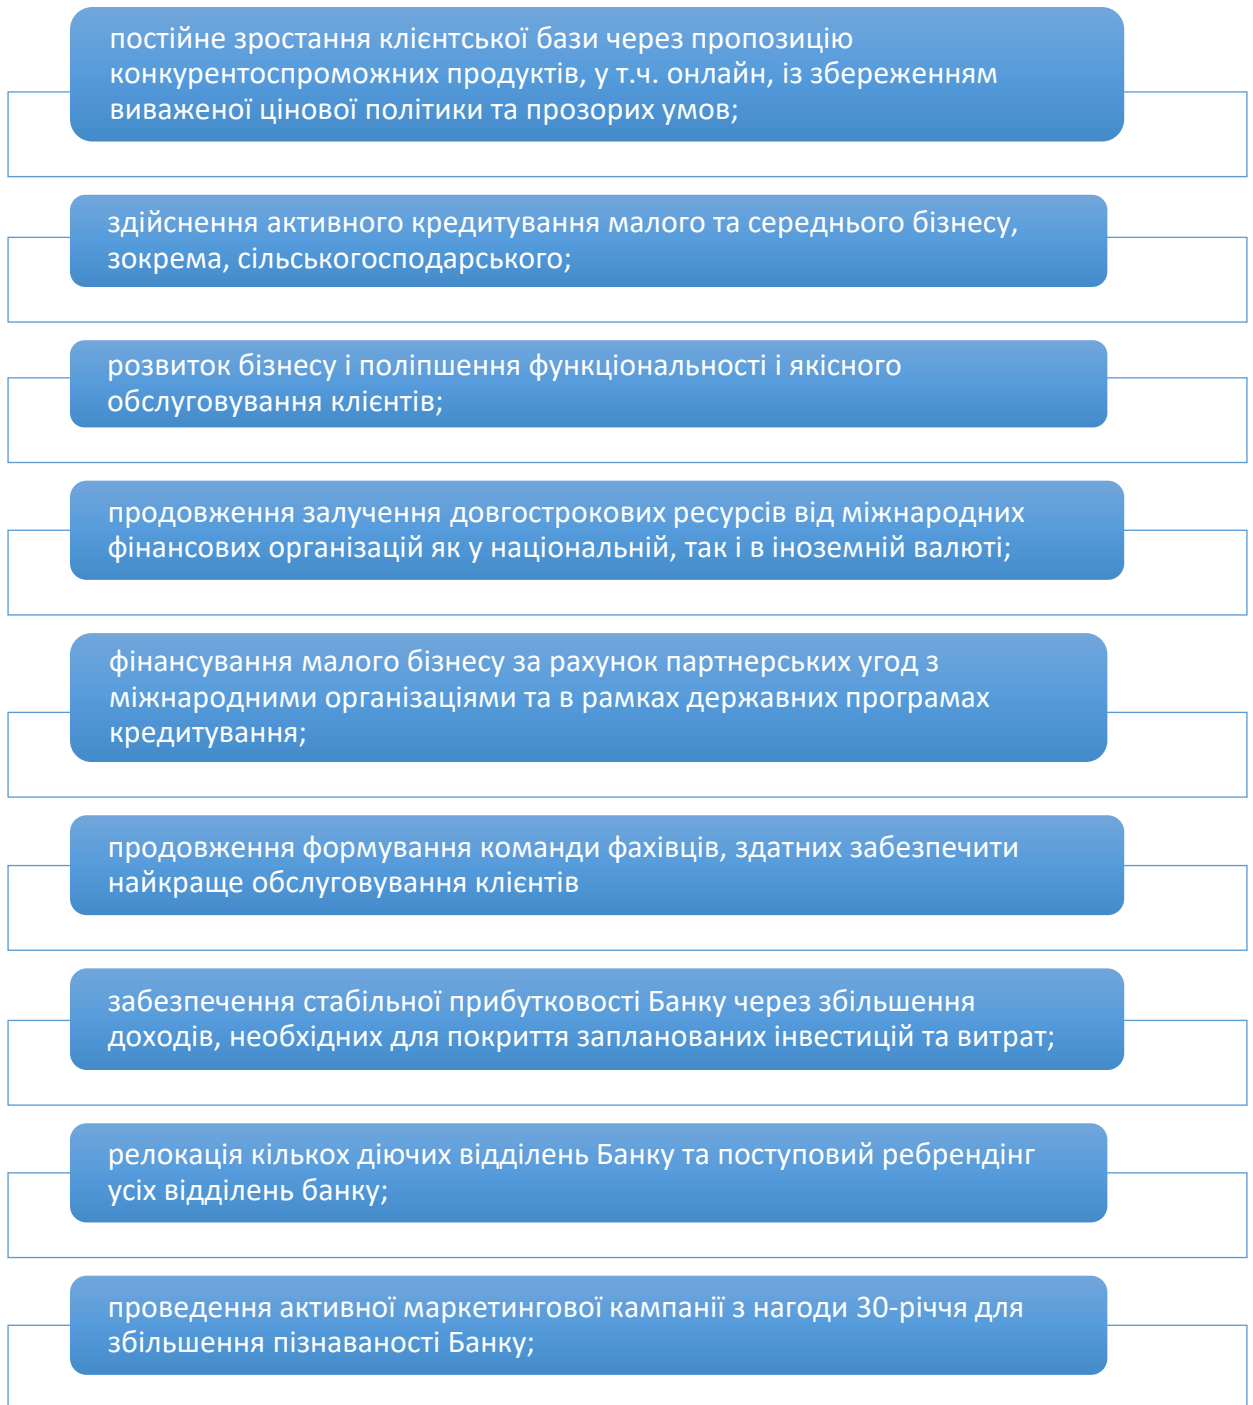 постійне зростання клієнтської бази через пропозицію
конкурентоспроможних продуктів, у т.ч. онлайн, із збереженням
виваженої цінової політики та прозорих умов;
здійснення активного кредитування малого та середнього бізнесу,
зокрема, сільськогосподарського;
розвиток бізнесу і поліпшення функціональності і якісного
обслуговування клієнтів;
продовження залучення довгострокових ресурсів від міжнародних
фінансових організацій як у національній, так і в іноземній валюті;
фінансування малого бізнесу за рахунок партнерських угод з
міжнародними організаціями та в рамках державних програмах
кредитування;
продовження формування команди фахівців, здатних забезпечити
найкраще обслуговування клієнтів
забезпечення стабільної прибутковості Банку через збільшення
доходів, необхідних для покриття запланованих інвестицій та витрат;
релокація кількох діючих відділень Банку та поступовий ребрендінг
усіх відділень банку;
проведення активної маркетингової кампанії з нагоди 30-річчя для
збільшення пізнаваності Банку;